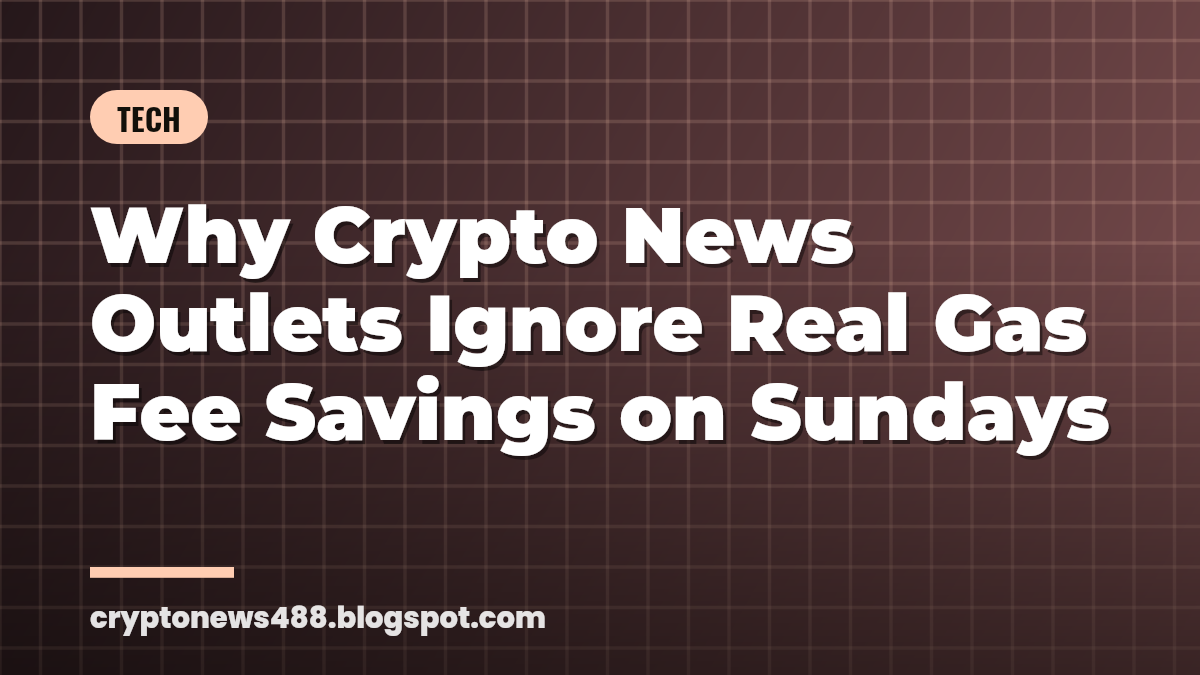 TECH
Why Crypto News
Outlets Ignore Real Gas
Fee Savings on Sundays
cryptonews488.blogspot.com